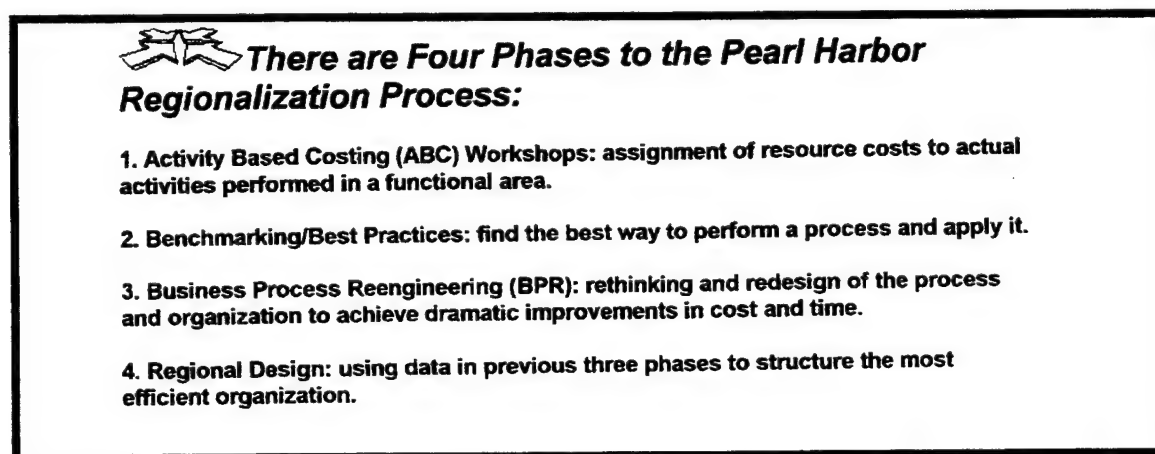 There are Four Phases to the Pearl Harbor
Regionalization Process:
1. Activity Based Costing (ABC) Workshops: assignment of resource costs to actual
activities performed in a functional area.
2. Benchmarking/Best Practices: find the best way to perform a process and apply it.
3. Business Process Reengineering (BPR): rethinking and redesign of the process
and organization to achieve dramatic improvements in cost and time.
4. Regional Design: using data in previous three phases to structure the most
efficient organization.